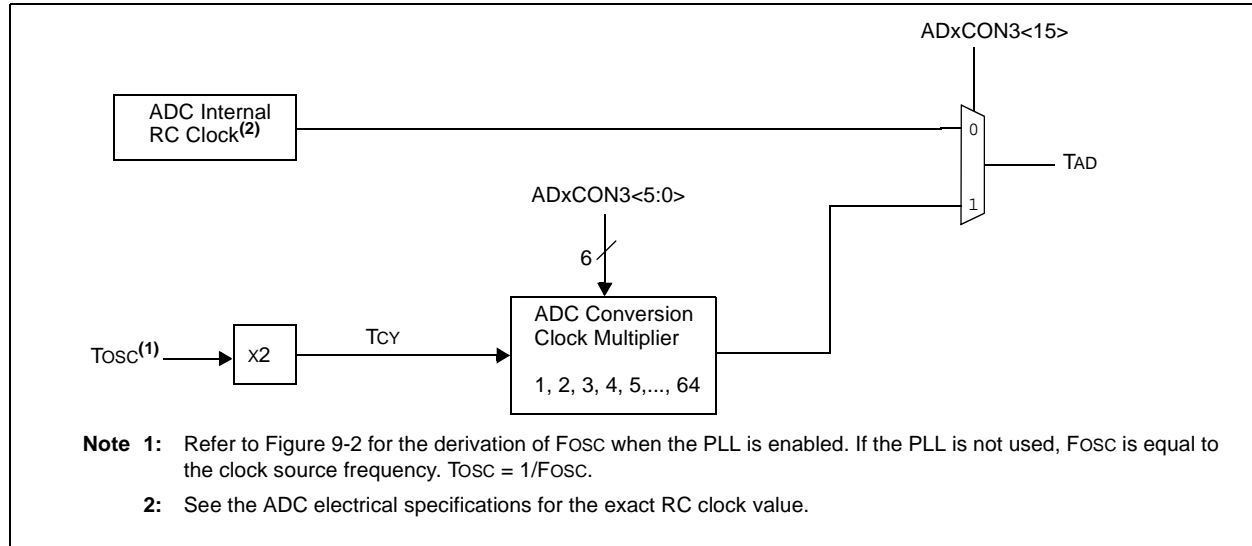 ADxCON3<15>
ADC Internal
RC Clock(2)
0
TAD
ADxCON3<5:0>
1
6
ADC Conversion
Clock Multiplier
TOSC(1)
X2
TCY
1, 2, 3, 4, 5,..., 64
Note 1: Refer to Figure 9-2 for the derivation of FOSC when the PLL is enabled. If the PLL is not used, FOSC is equal to
the clock source frequency. TOSC = 1/FOSC.
2: See the ADC electrical specifications for the exact RC clock value.